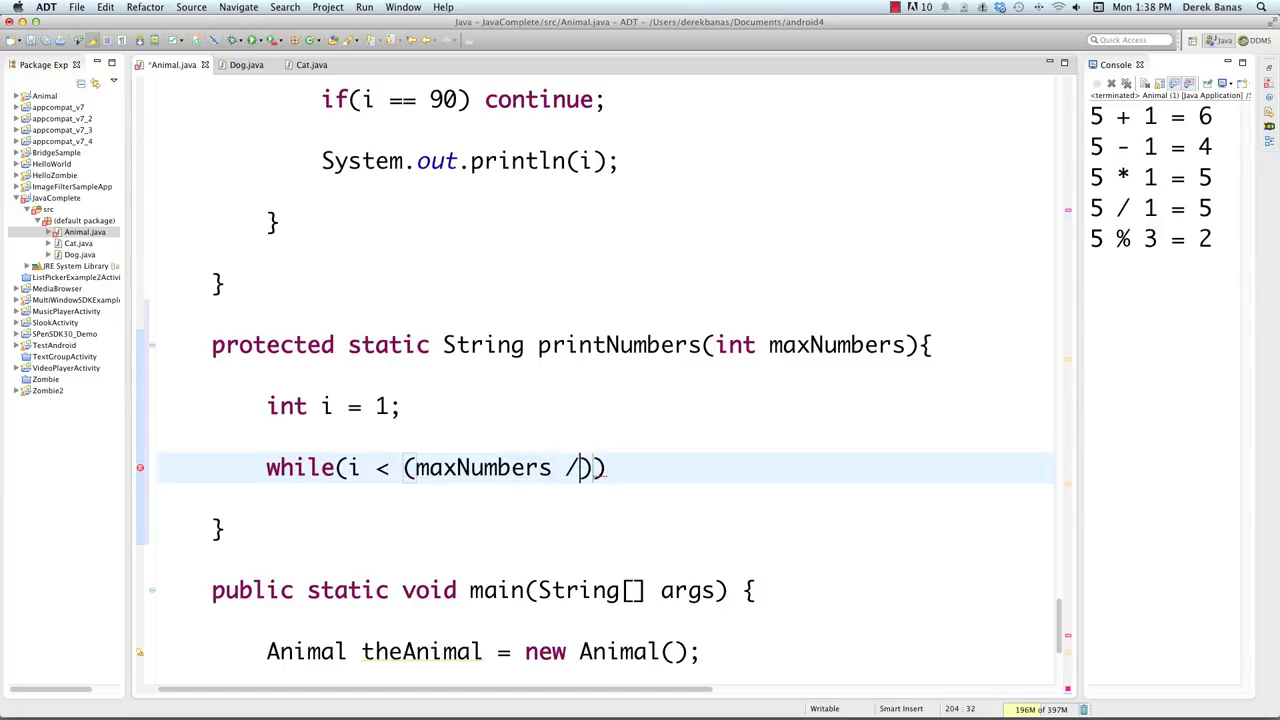 ADT File Edit Refactor Source Navigate Search Project Run Window Help 10 Mon 1:38 PM Derek Banas
Java – JavaComplete/src/Animal.java – ADT – /Users/derekbanas/Documents/android4
Quick Access Java DDMS
Package Exp
*Animal.java Dog.java Cat.java
Console
<terminated> Animal (1) [Java Application] /S
Animal
appcompat_v7
appcompat_v7_2
appcompat_v7_3
appcompat_v7_4
BridgeSample
HelloWorld
HelloZombie
ImageFilterSampleApp
JavaComplete
src
(default package)
Animal.java
Cat.java
Dog.java
JRE System Library [Ja
ListPickerExample2Activi
MediaBrowser
MultiWindowSDKExample
MusicPlayerActivity
SlookActivity
SPenSDK30_Demo
TestAndroid
TextGroupActivity
VideoPlayerActivity
Zombie
Zombie2
if(i == 90) continue;
System.out.println(i);
}
}
protected static String printNumbers(int maxNumbers){
int i = 1;
while(i < (maxNumbers /))
}
public static void main(String[] args) {
Animal theAnimal = new Animal();
5 + 1 = 6
5 - 1 = 4
5 * 1 = 5
5 / 1 = 5
5 % 3 = 2
Writable Smart Insert 204 : 32 196M of 397M